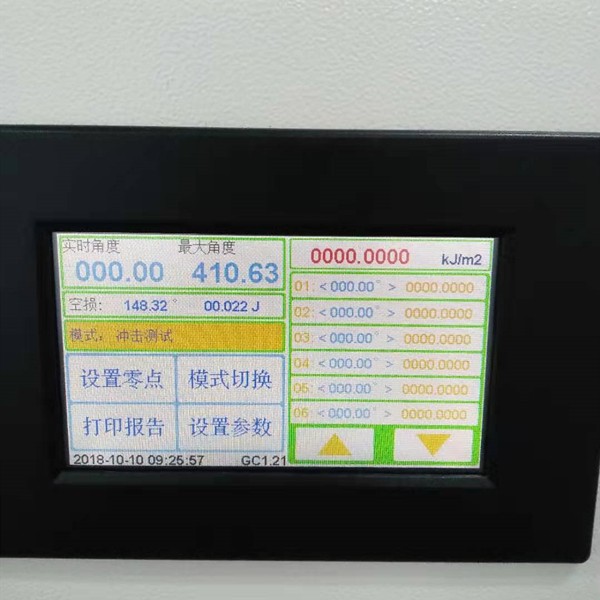 实时角度 最大角度
000.00 410.63
空损: 148.32 ° 00.022 J
模式: 冲击测试
设置零点 模式切换
打印报告 设置参数
2018-10-10 09:25:57 GC1.21
0000.0000 kJ/m2
01: <000.00° > 0000.0000
02: <000.00° > 0000.0000
03: <000.00° > 0000.0000
04: <000.00° > 0000.0000
05: <000.00° > 0000.0000
06: <000.00° > 0000.0000